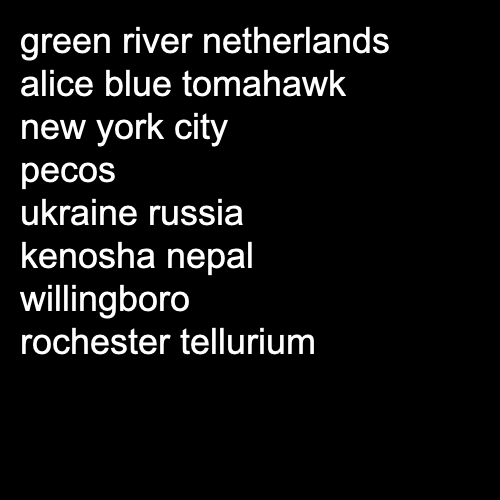 green river netherlands
alice blue tomahawk
new york city
pecos
ukraine russia
kenosha nepal
willingboro
rochester tellurium